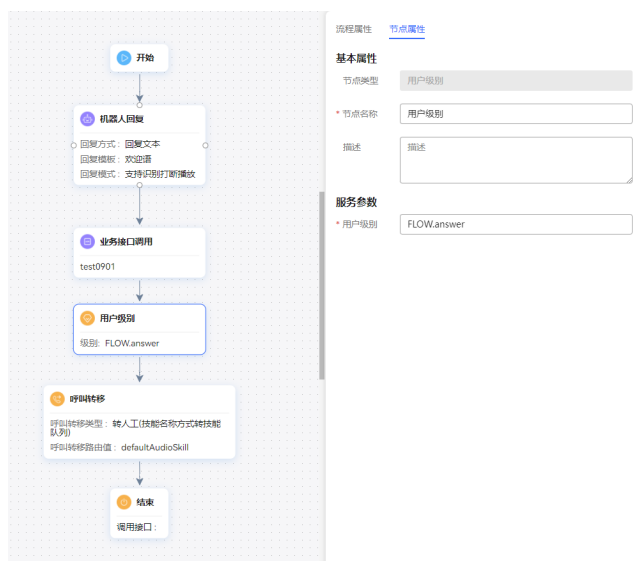 开始
机器人回复
回复方式： 回复文本
回复模板： 欢迎语
回复模式： 支持识别打断播放
业务接口调用
test0901
用户级别
级别: FLOW.answer
呼叫转移
呼叫转移类型： 转人工(技能名称方式转技能
队列)
呼叫转移路由值： defaultAudioSkill
结束
调用接口：
流程属性 节点属性
基本属性
节点类型 用户级别
* 节点名称 用户级别
描述 描述
服务参数
* 用户级别 FLOW.answer